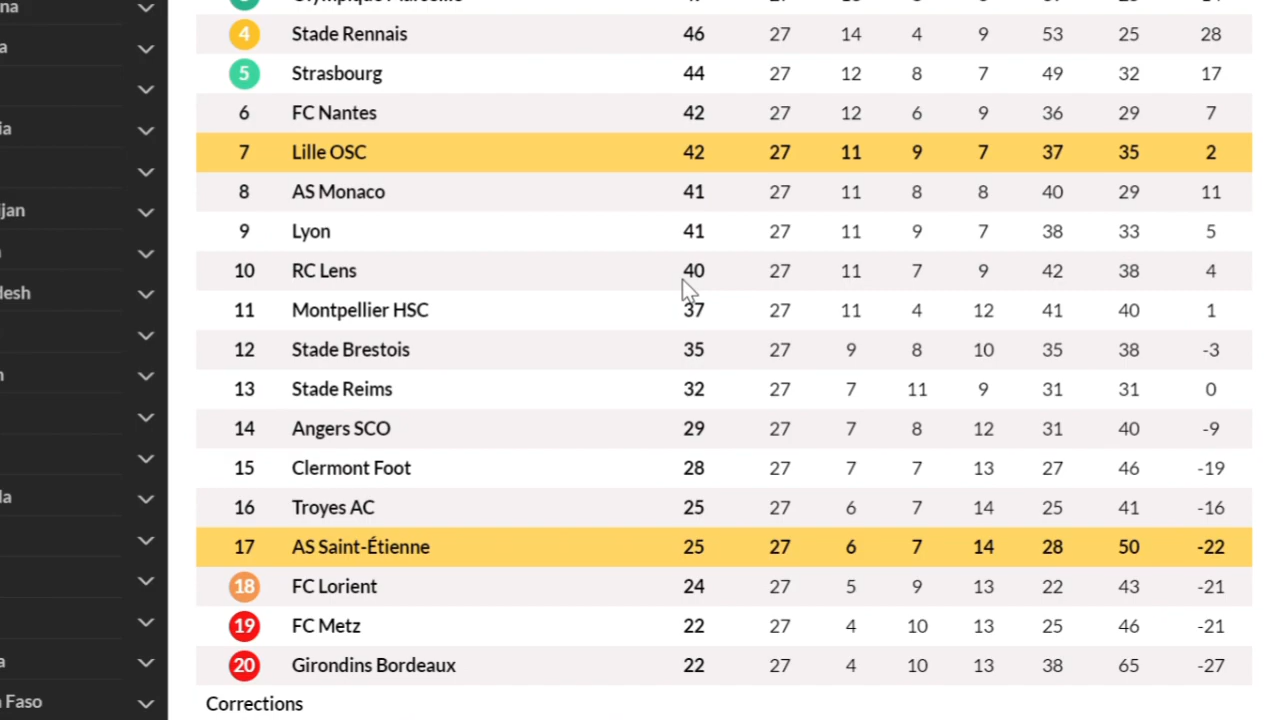 na
a
ia
jan
desh
n
la
a
Faso
4 Stade Rennais 46 27 14 4 9 53 25 28
5 Strasbourg 44 27 12 8 7 49 32 17
6 FC Nantes 42 27 12 6 9 36 29 7
7 Lille OSC 42 27 11 9 7 37 35 2
8 AS Monaco 41 27 11 8 8 40 29 11
9 Lyon 41 27 11 9 7 38 33 5
10 RC Lens 40 27 11 7 9 42 38 4
11 Montpellier HSC 37 27 11 4 12 41 40 1
12 Stade Brestois 35 27 9 8 10 35 38 -3
13 Stade Reims 32 27 7 11 9 31 31 0
14 Angers SCO 29 27 7 8 12 31 40 -9
15 Clermont Foot 28 27 7 7 13 27 46 -19
16 Troyes AC 25 27 6 7 14 25 41 -16
17 AS Saint-Étienne 25 27 6 7 14 28 50 -22
18 FC Lorient 24 27 5 9 13 22 43 -21
19 FC Metz 22 27 4 10 13 25 46 -21
20 Girondins Bordeaux 22 27 4 10 13 38 65 -27
Corrections